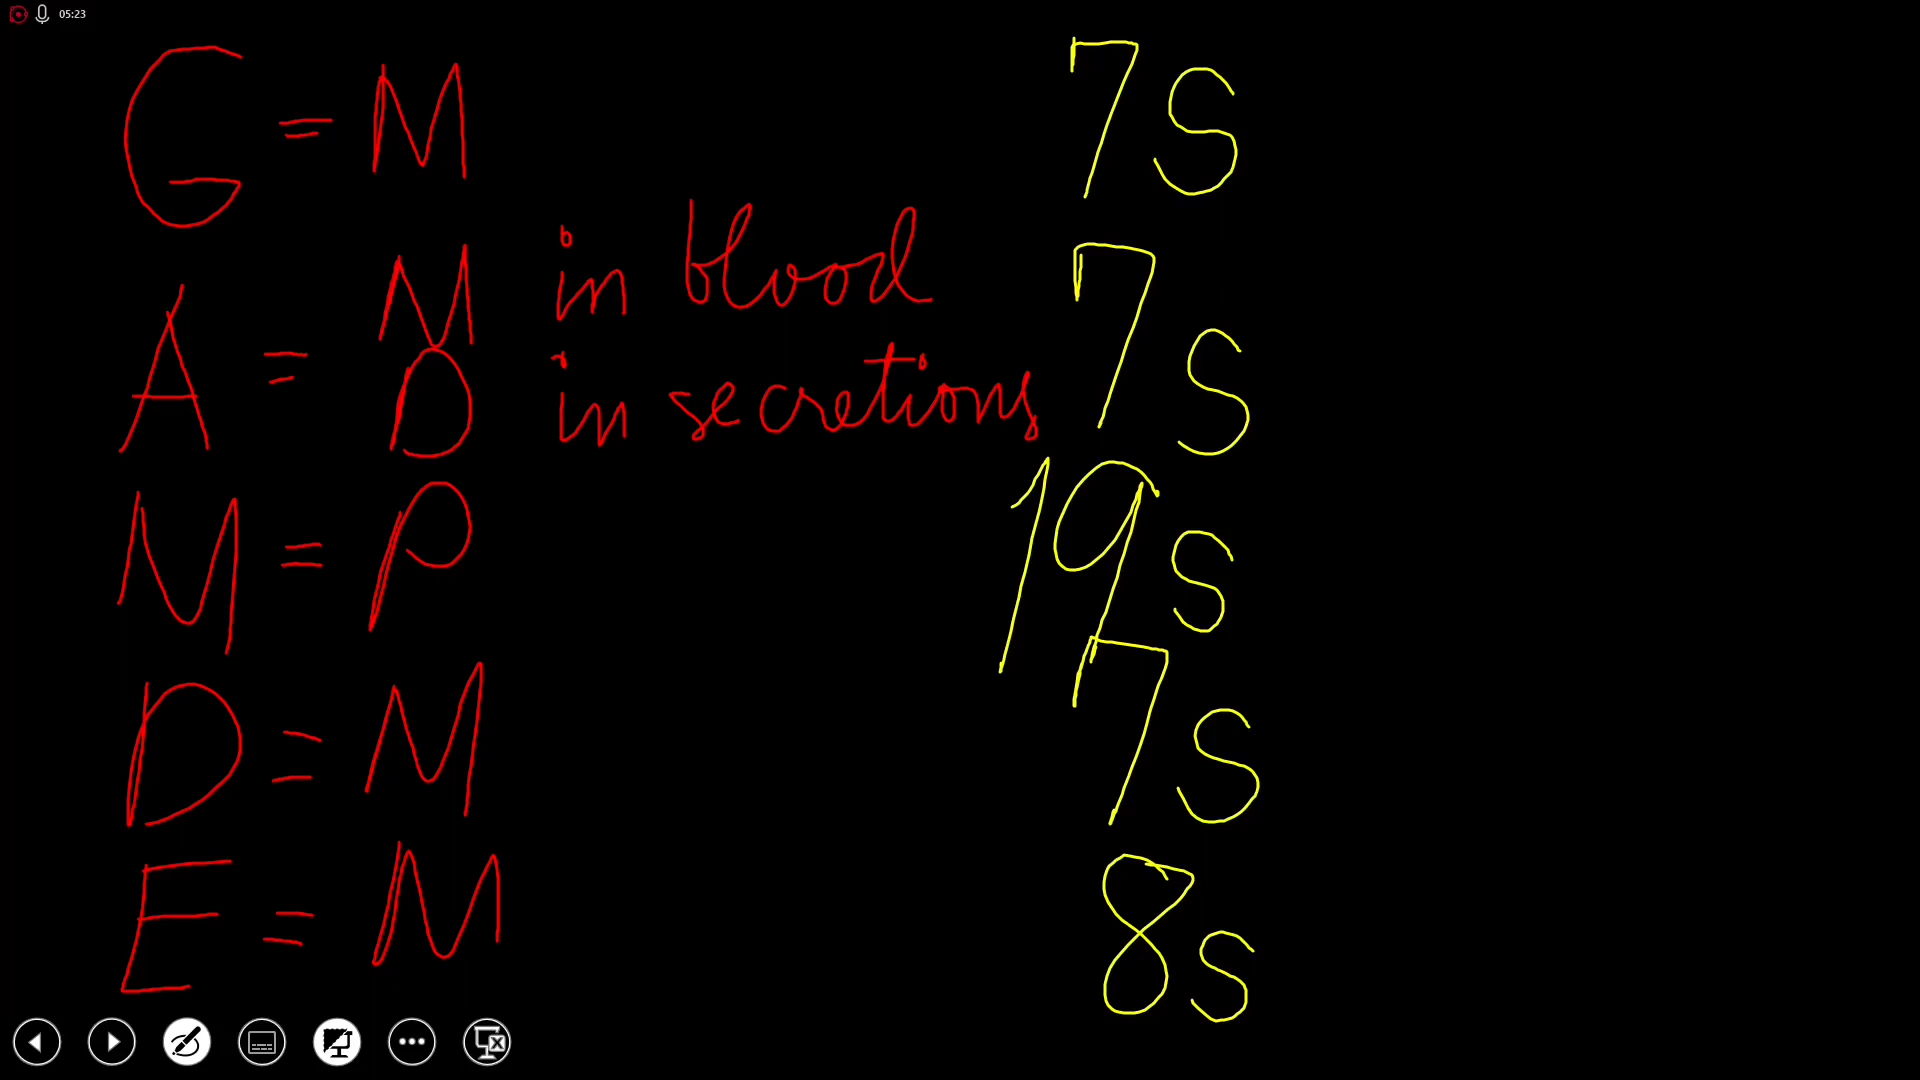 05:23
G = M 7S
A = M in blood 7S
D in secretions
M = P 19S
D = M 7S
E = M 8S